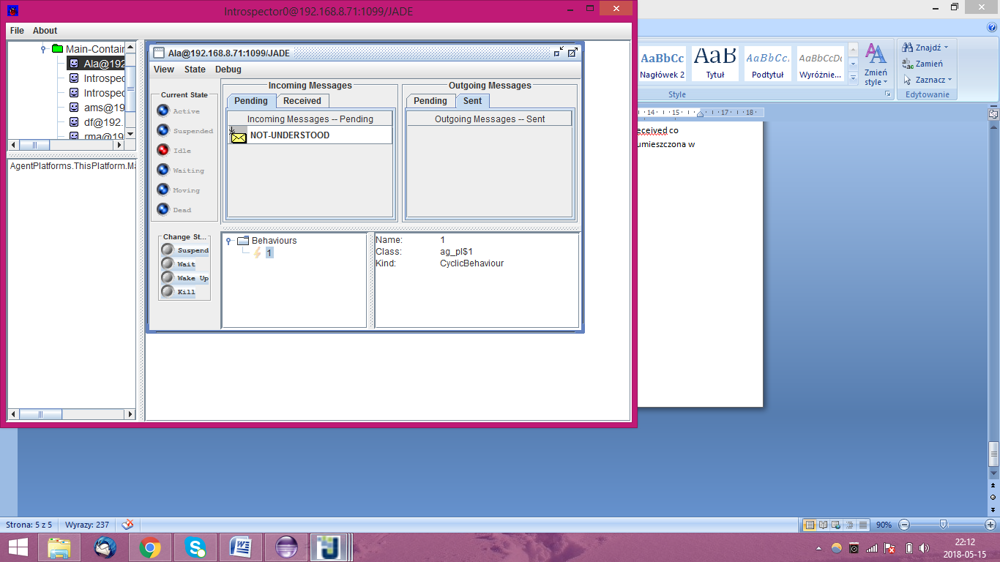 Introspector0@192.168.8.71:1099/JADE
File About
Main-Contain
Ala@192
Introspec
Introspec
ams@19
df@192.
rma@19
AgentPlatforms.ThisPlatform.Ma
Ala@192.168.8.71:1099/JADE
View State Debug
Current State
Active
Suspended
Idle
Waiting
Moving
Dead
Incoming Messages
Pending Received
Incoming Messages -- Pending
NOT-UNDERSTOOD
Outgoing Messages
Pending Sent
Outgoing Messages -- Sent
Change St...
Suspend
Wait
Wake Up
Kill
Behaviours
1
Name: 1
Class: ag_pl$1
Kind: CyclicBehaviour
AaBbCc AaB AaBbCc. AaBbCcDc
Nagłówek 2 Tytuł Podtytuł Wyróżnie...
Zmień style
Style
Znajdź
Zamień
Zaznacz
Edytowanie
14 15 17 18
eceived co
umieszczona w
Strona: 5 z 5 Wyrazy: 237
90%
22:12
2018-05-15